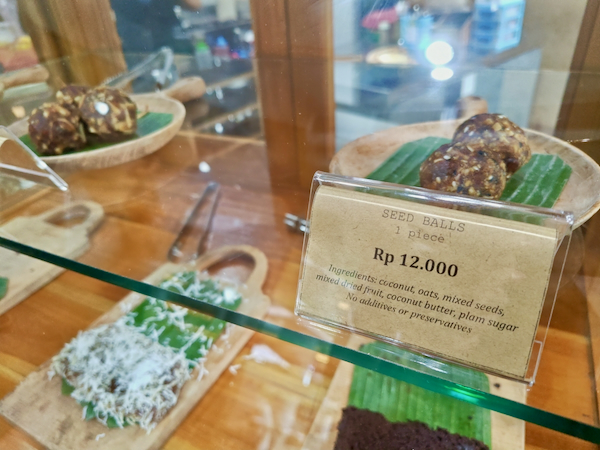 SEED BALLS
1 piece
Rp 12.000
Ingredients: coconut, oats, mixed seeds,
mixed dried fruit, coconut butter, plam sugar
No additives or preservatives